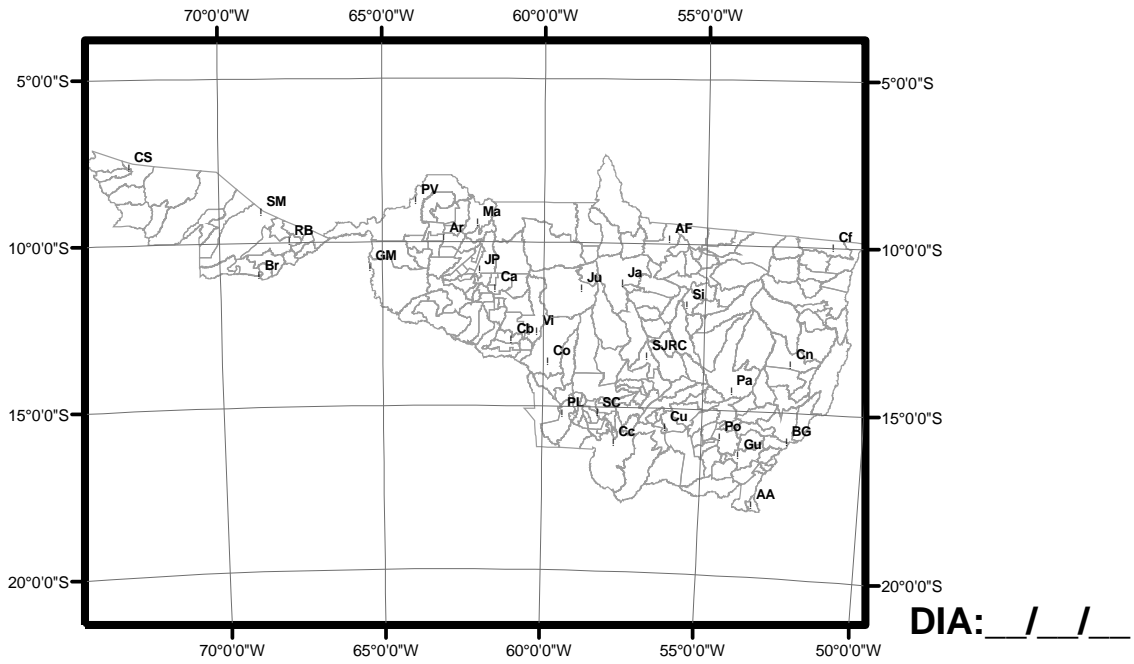 70°0'0"W 65°0'0"W 60°0'0"W 55°0'0"W
5°0'0"S 5°0'0"S
CS
PV
SM
Ma
RB
Ar
AF
Cf
10°0'0"S 10°0'0"S
GM
JP
Br
Ca
Ju
Ja
Si
Vi
Cb
Co
SJRC
Cn
Pa
PL
SC
15°0'0"S 15°0'0"S
Cu
Cc
Po
BG
Gu
AA
20°0'0"S 20°0'0"S
DIA:__/__/__
70°0'0"W 65°0'0"W 60°0'0"W 55°0'0"W 50°0'0"W